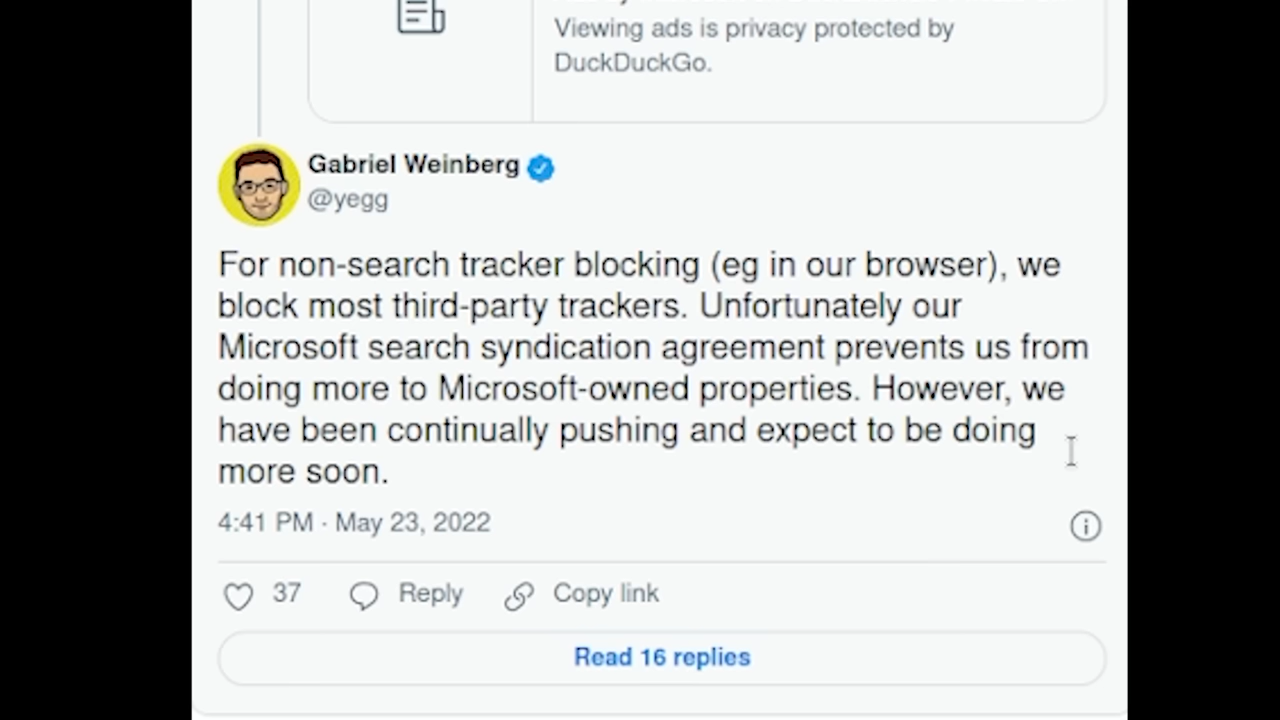 Viewing ads is privacy protected by
DuckDuckGo.
Gabriel Weinberg
@yegg
For non-search tracker blocking (eg in our browser), we
block most third-party trackers. Unfortunately our
Microsoft search syndication agreement prevents us from
doing more to Microsoft-owned properties. However, we
have been continually pushing and expect to be doing
more soon.
4:41 PM · May 23, 2022
37 Reply Copy link
Read 16 replies